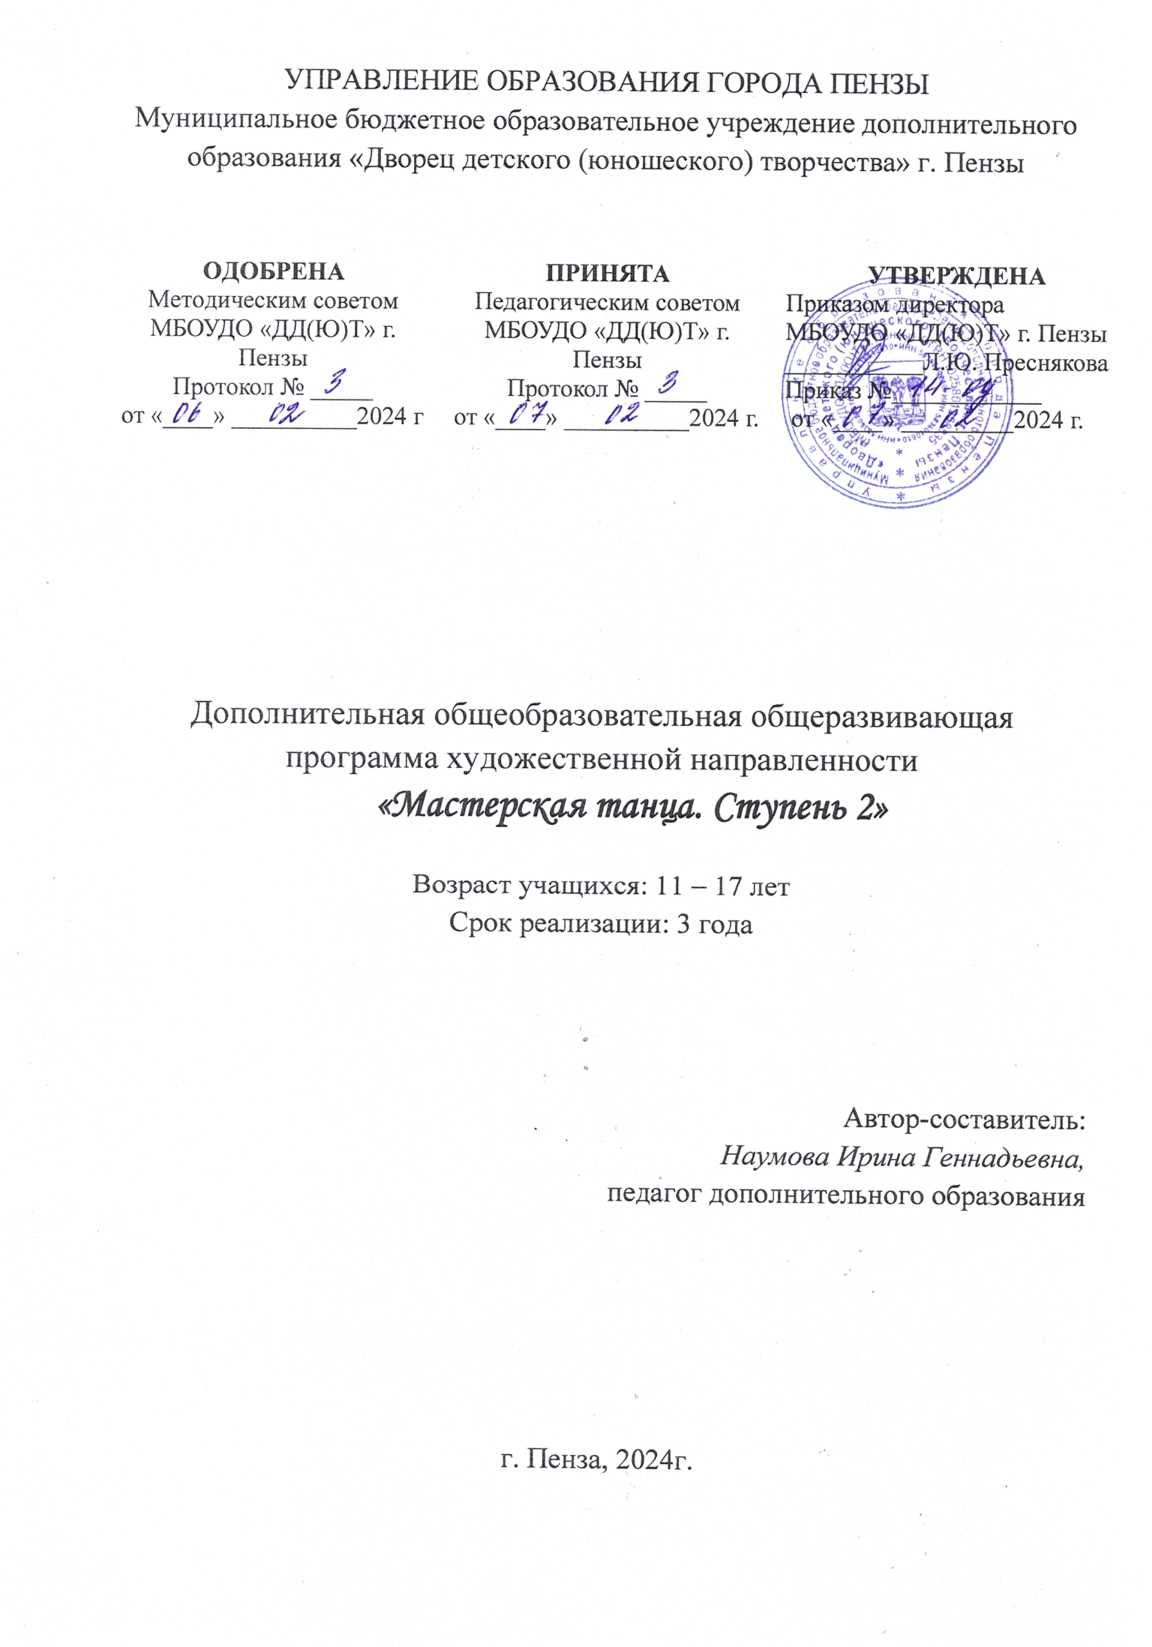 УПРАВЛЕНИЕ ОБРАЗОВАНИЯ ГОРОДА ПЕНЗЫ
Муниципальное бюджетное образовательное учреждение дополнительного
образования «Дворец детского (юношеского) творчества» г. Пензы
ОДОБРЕНА
Методическим советом
МБОУДО «ДД(Ю)Т» г.
Пензы
Протокол № 3
от «06» 02 2024 г
ПРИНЯТА
Педагогическим советом
МБОУДО «ДД(Ю)Т» г.
Пензы
Протокол № 3
от «07» 02 2024 г.
УТВЕРЖДЕНА
Приказом директора
МБОУДО «ДД(Ю)Т» г. Пензы
Л.Ю. Преснякова
Приказ №
от «07» 02 2024 г.
Дополнительная общеобразовательная общеразвивающая
программа художественной направленности
«Мастерская танца. Ступень 2»
Возраст учащихся: 11 – 17 лет
Срок реализации: 3 года
Автор-составитель:
Наумова Ирина Геннадьевна,
педагог дополнительного образования
г. Пенза, 2024г.